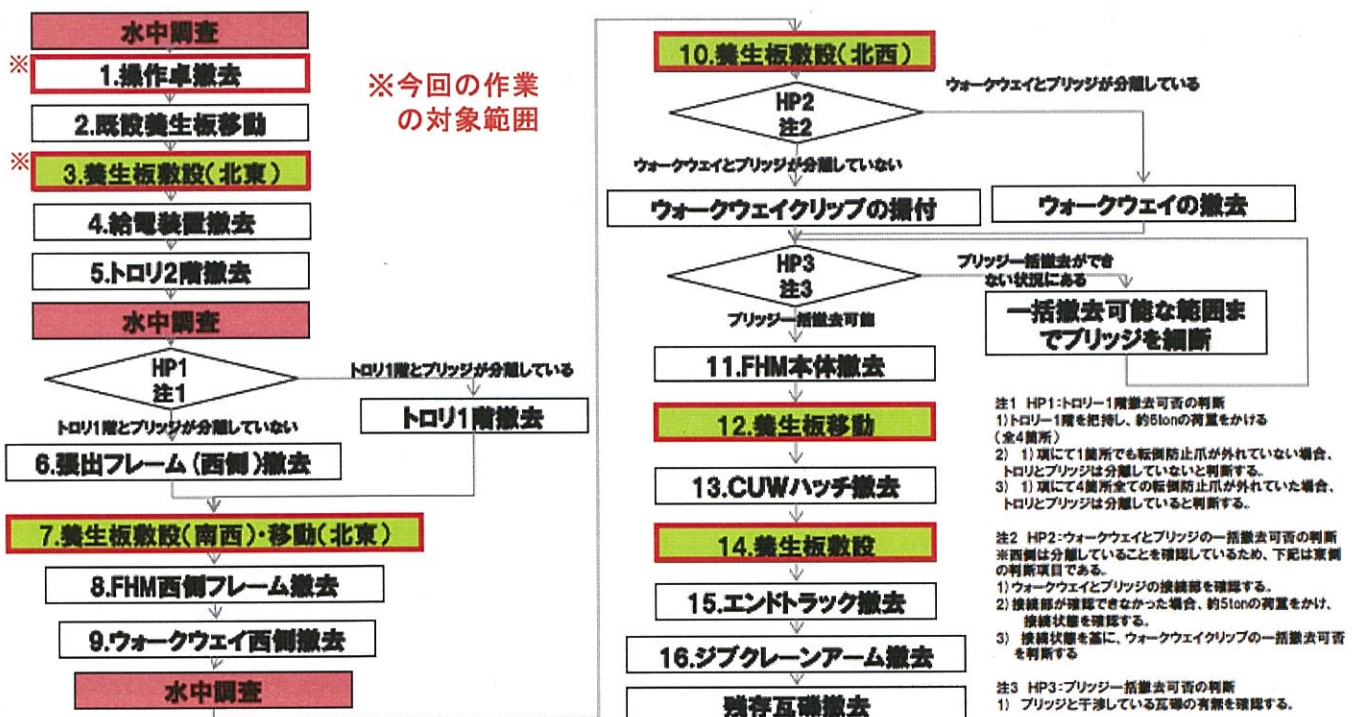 水中調査
※
1.操作卓撤去
※今回の作業
の対象範囲
2.既設養生板移動
※
3.養生板敷設(北東)
4.給電装置撤去
5.トロリ2階撤去
水中調査
HP1
注1
トロリ1階とブリッジが分離している
トロリ1階撤去
トロリ1階とブリッジが分離していない
6.張出フレーム(西側)撤去
7.養生板敷設(南西)・移動(北東)
8.FHM西側フレーム撤去
9.ウォークウェイ西側撤去
水中調査
10.養生板敷設(北西)
HP2
注2
ウォークウェイとブリッジが分離している
ウォークウェイとブリッジが分離していない
ウォークウェイクリップの据付
ウォークウェイの撤去
HP3
注3
ブリッジ一括撤去ができ
ない状況にある
ブリッジ一括撤去可能
一括撤去可能な範囲ま
でブリッジを細断
11.FHM本体撤去
12.養生板移動
13.CUWハッチ撤去
14.養生板敷設
15.エンドトラック撤去
16.ジブクレーンアーム撤去
残存瓦礫撤去
注1 HP1:トロリー1階撤去可否の判断
1)トロリー1階を把持し、約6tonの荷重をかける
(全4箇所)
2) 1)項にて1箇所でも転倒防止爪が外れていない場合、
トロリとブリッジは分離していないと判断する。
3) 1)項にて4箇所全ての転倒防止爪が外れていた場合、
トロリとブリッジは分離していると判断する。
注2 HP2:ウォークウェイとブリッジの一括撤去可否の判断
※西側は分離していることを確認しているため、下記は東側
の判断項目である。
1)ウォークウェイとブリッジの接続部を確認する。
2)接続部が確認できなかった場合、約5tonの荷重をかけ、
接続状態を確認する。
3) 接続状態を基に、ウォークウェイクリップの一括撤去可否
を判断する
注3 HP3:ブリッジ一括撤去可否の判断
1) ブリッジと干渉している瓦礫の有無を確認する。